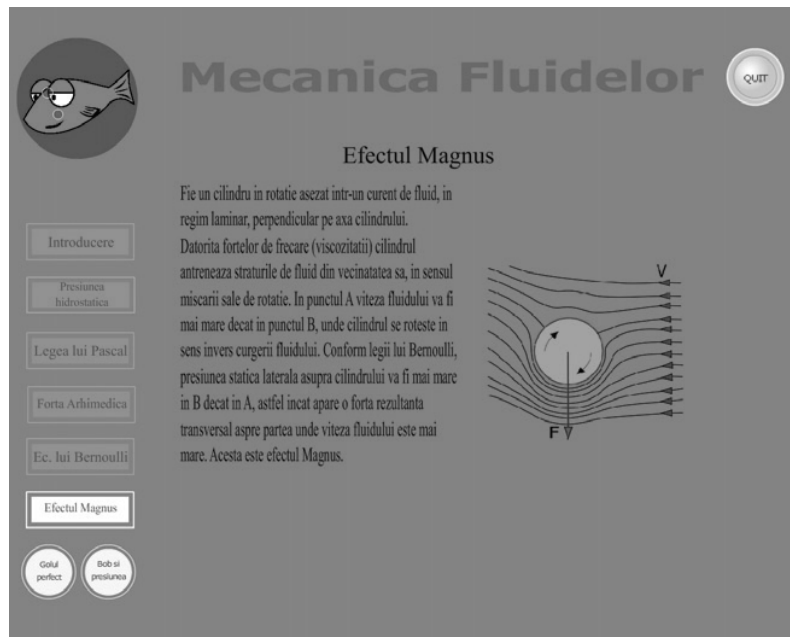 Mecanica Fluidelor
QUIT
Efectul Magnus
Fie un cilindru in rotatie asezat intr-un curent de fluid, in
regim laminar, perpendicular pe axa cilindrului.
Datorita fortelor de frecare (viscozitatii) cilindrul
antreneaza straturile de fluid din vecinatatea sa, in sensul
miscarii sale de rotatie. In punctul A viteza fluidului va fi
mai mare decat in punctul B, unde cilindrul se roteste in
sens invers curgerii fluidului. Conform legii lui Bernoulli,
presiunea statica laterala asupra cilindrului va fi mai mare
in B decat in A, astfel incat apare o forta rezultanta
transversal aspre partea unde viteza fluidului este mai
mare. Acesta este efectul Magnus.
V
F
Introducere
Presiunea
hidrostatica
Legea lui Pascal
Forta Arhimedica
Ec. lui Bernoulli
Efectul Magnus
Golul
perfect
Bob si
presiunea